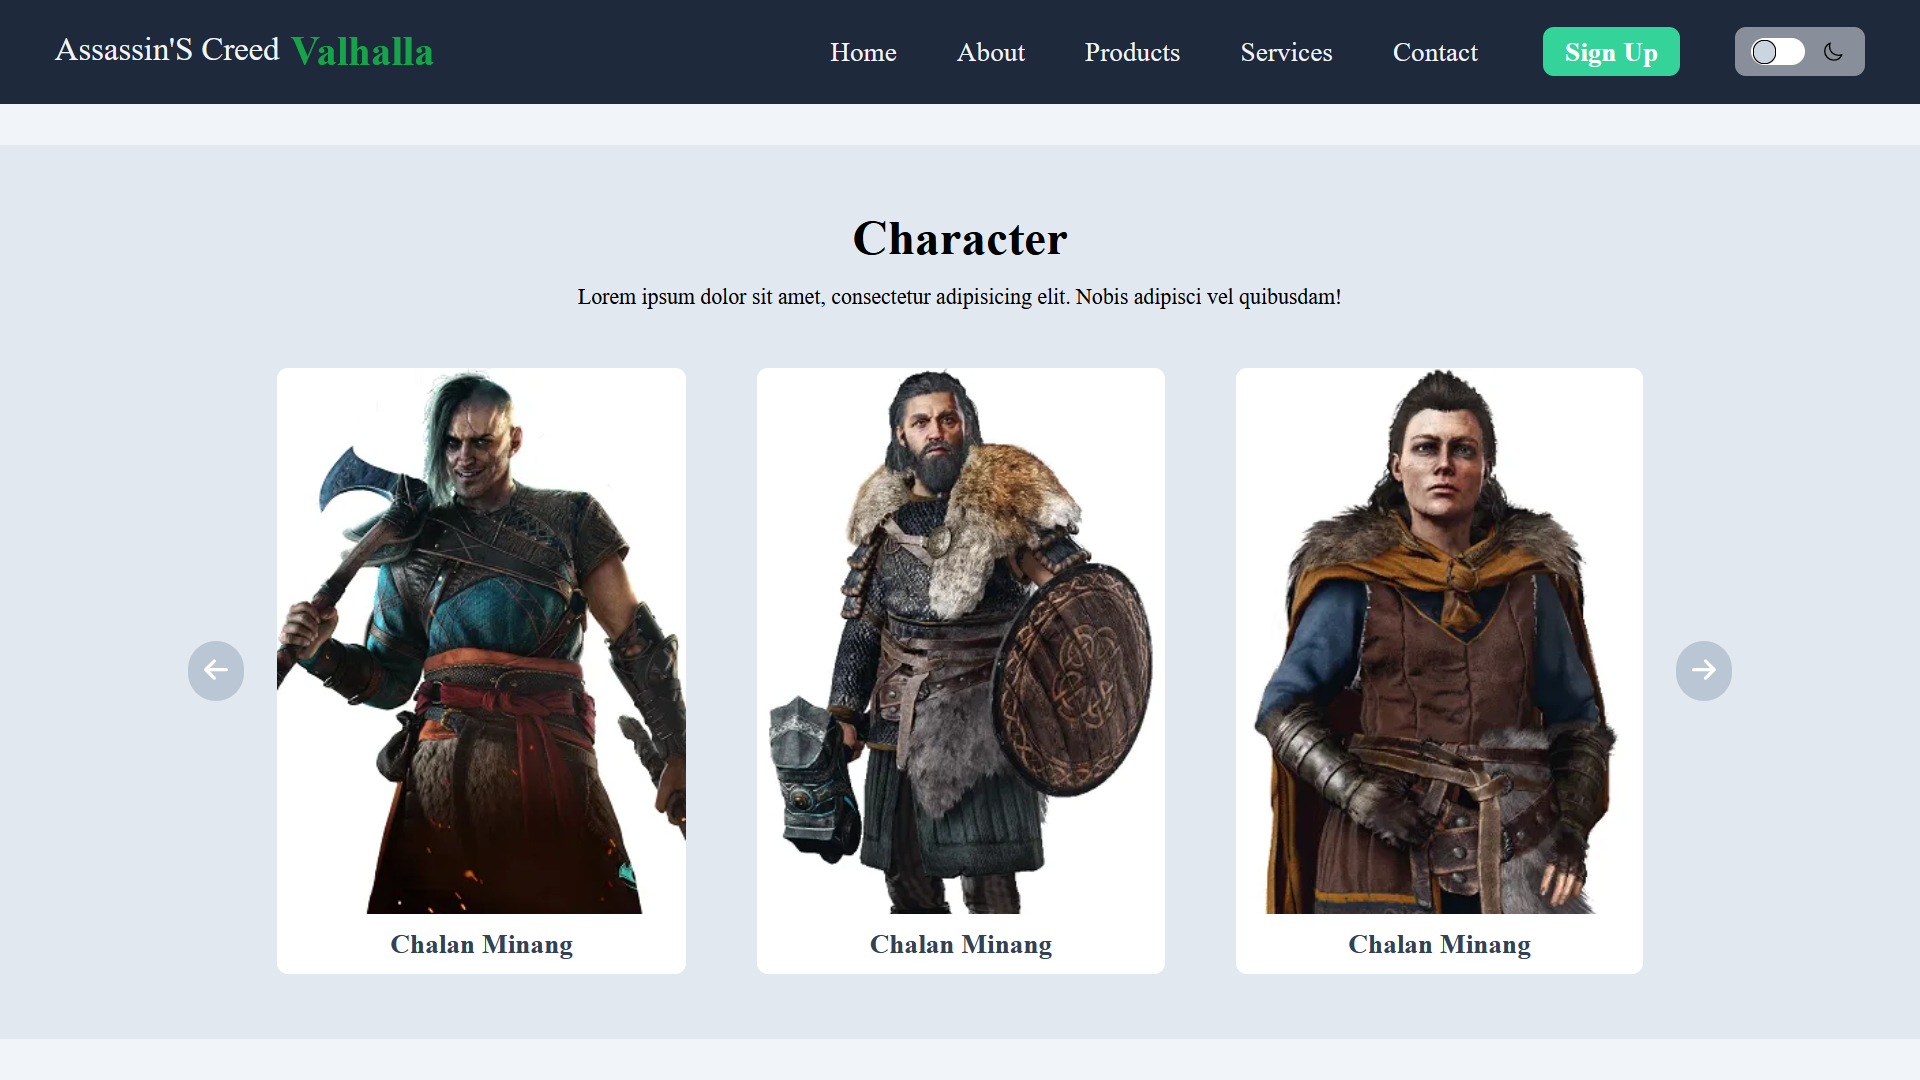 Assassin'S Creed Valhalla
Home About Products Services Contact Sign Up
Character
Lorem ipsum dolor sit amet, consectetur adipisicing elit. Nobis adipisci vel quibusdam!
Chalan Minang Chalan Minang Chalan Minang